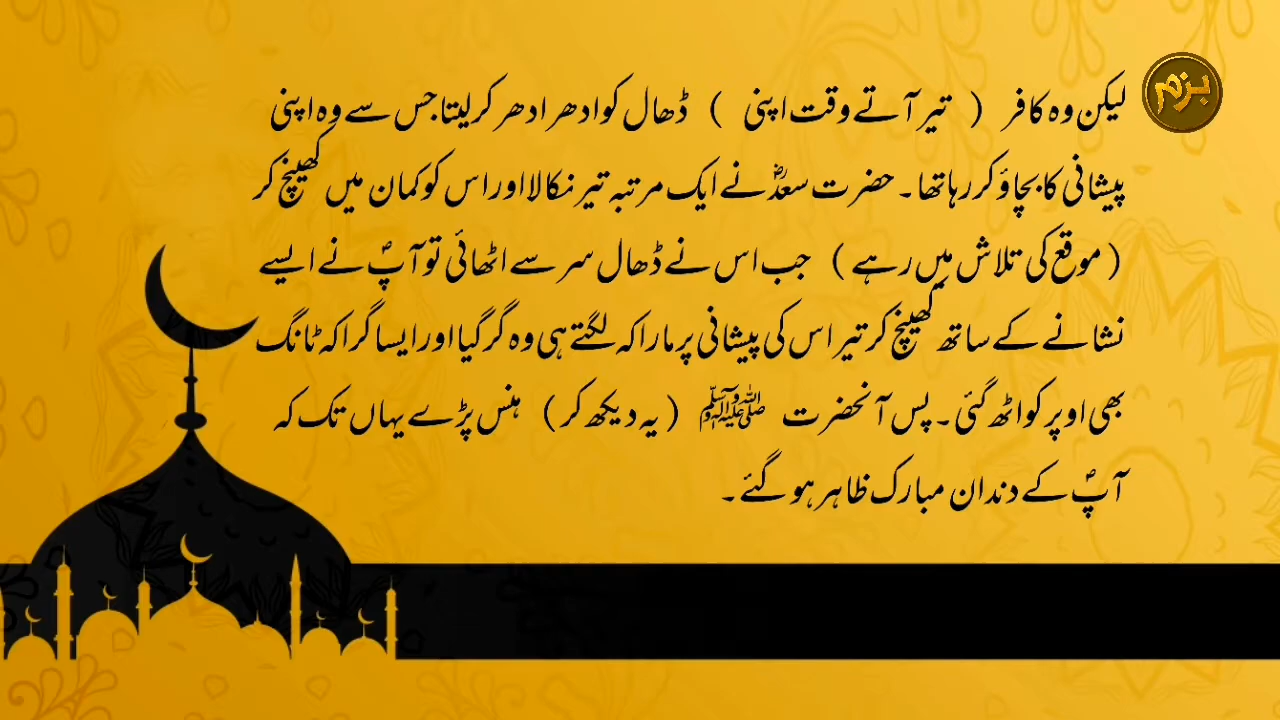 بزم
لیکن وہ کافر ( تیر آتے وقت اپنی ) ڈھال کو ادھر ادھر کر لیتا جس سے وہ اپنی
پیشانی کا بچاؤ کر رہا تھا۔ حضرت سعدؓ نے ایک مرتبہ تیر نکالا اور اس کو کمان میں کھینچ کر
(موقع کی تلاش میں رہے) جب اس نے ڈھال سر سے اٹھائی تو آپؐ نے ایسے
نشانے کے ساتھ کھینچ کر تیر اس کی پیشانی پر مارا کہ لگتے ہی وہ گر گیا اور ایسا گرا کہ ٹانگ
بھی اوپر کو اٹھ گئی۔ پس آنحضرت ﷺ (یہ دیکھ کر) ہنس پڑے یہاں تک کہ
آپؐ کے دندان مبارک ظاہر ہو گئے۔